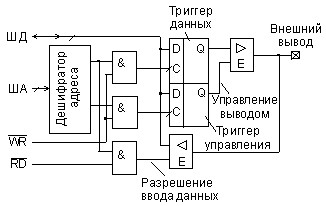 Триггер
данных
Внешний
вывод
ШД
D
Q
E
&
C
ША
Дешифратор
адреса
&
D
Q
C
Управление
выводом
WR
&
E
Триггер
управления
RD
Разрешение
ввода данных